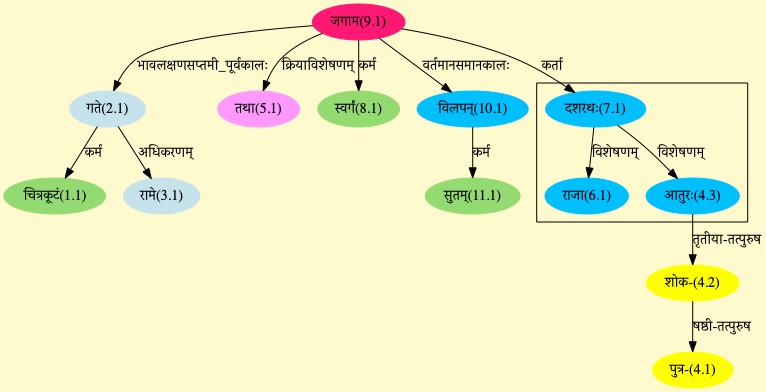 जगाम(9.1)
भावलक्षणसप्तमी_पूर्वकालः क्रियाविशेषणम् कर्म वर्तमानसमानकालः कर्ता
गते(2.1) तथा(5.1) स्वर्गं(8.1) विलपन्(10.1) दशरथः(7.1)
कर्म अधिकरणम् कर्म विशेषणम् विशेषणम्
चित्रकूटं(1.1) रामे(3.1) सुतम्(11.1) राजा(6.1) आतुरः(4.3)
तृतीया-तत्पुरुष
शोक-(4.2)
षष्ठी-तत्पुरुष
पुत्र-(4.1)